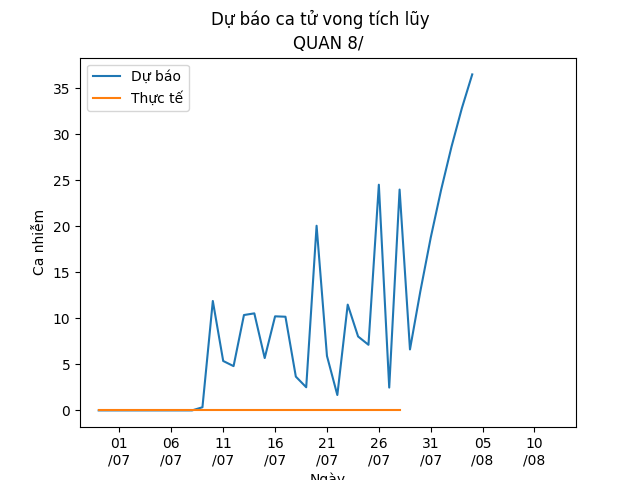 Dự báo ca tử vong tích lũy
QUAN 8/
Dự báo
Thực tế
Ca nhiễm
35
30
25
20
15
10
5
0
01 06 11 16 21 26 31 05 10
/07 /07 /07 /07 /07 /07 /07 /08 /08
Ngày